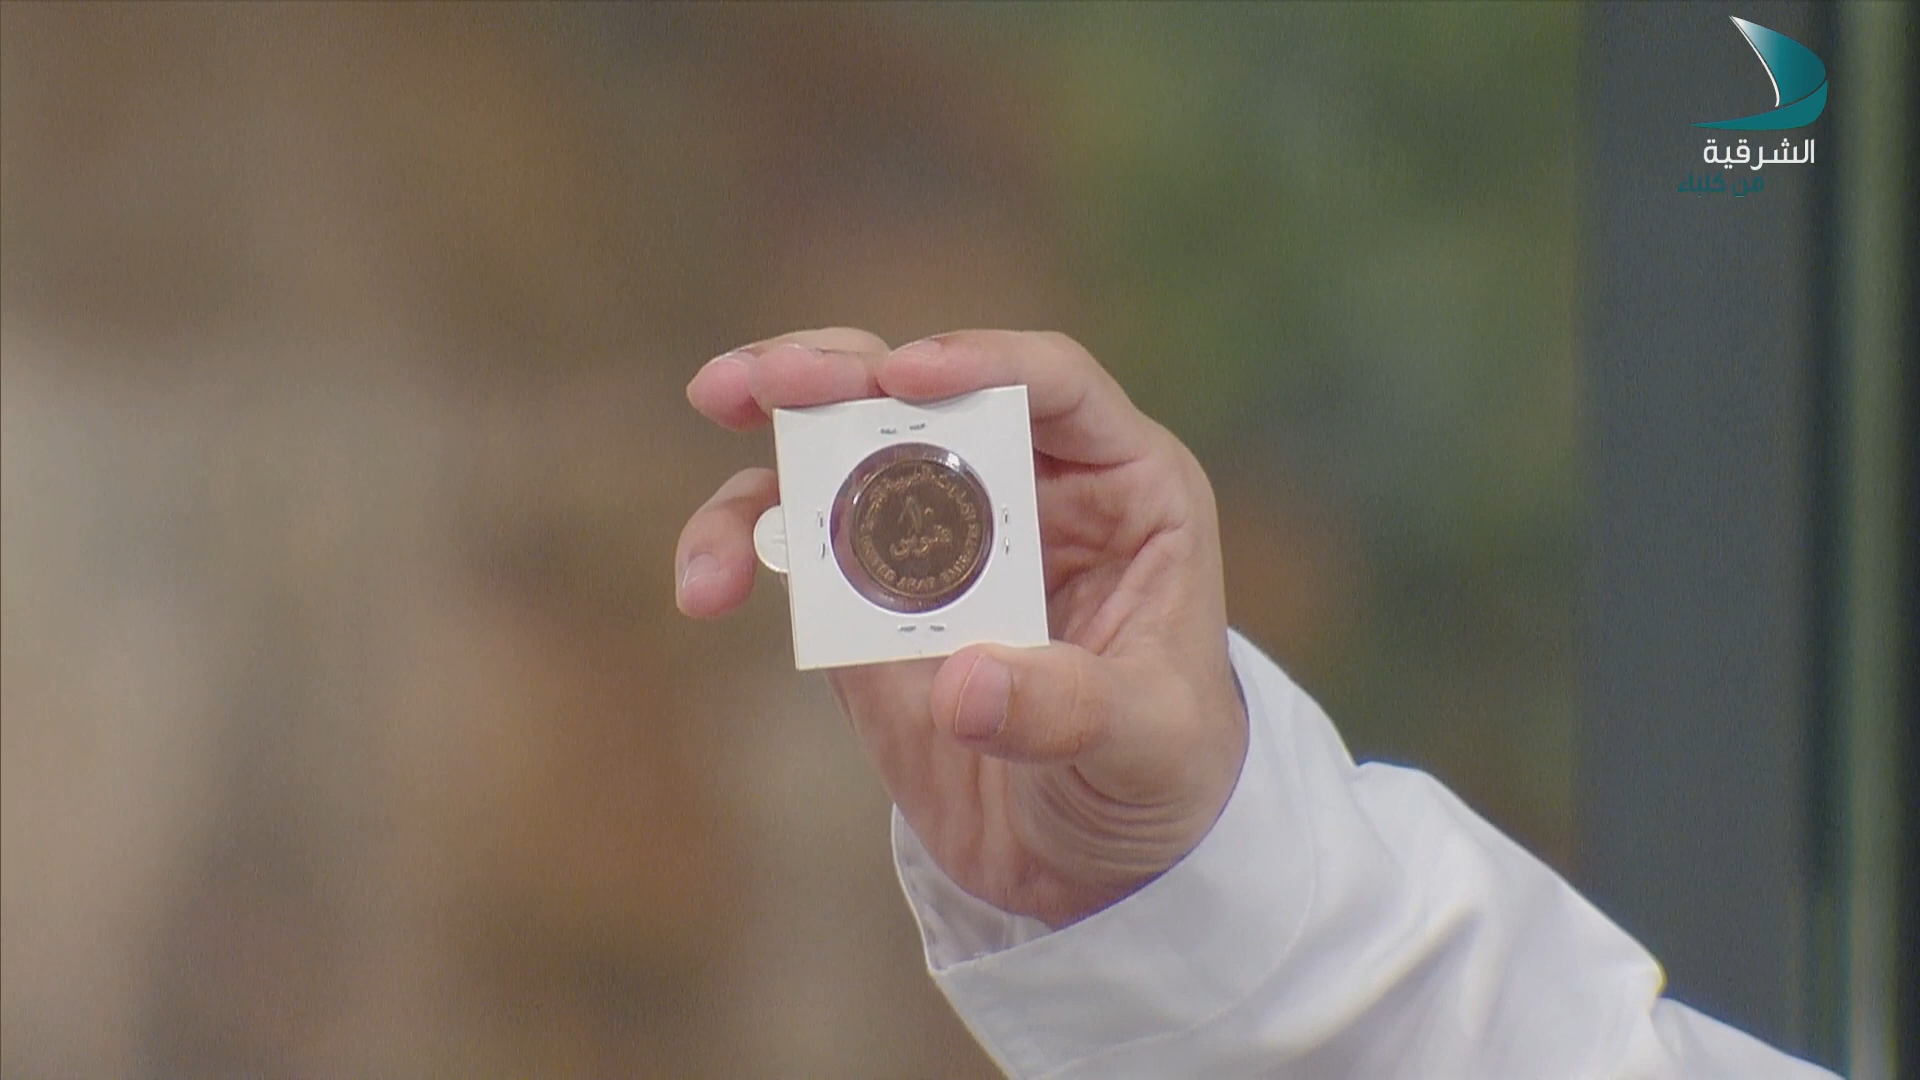 الشرقية
من كلباء
الإمارات العربية المتحدة
١٠
فلوس
UNITED ARAB EMIRATES